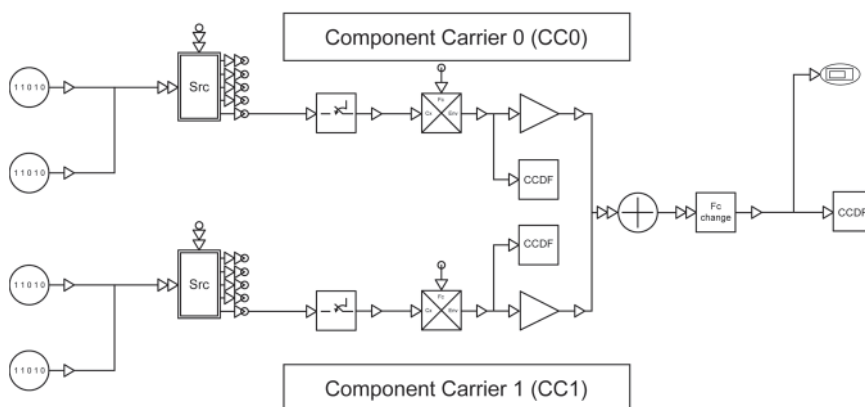 Component Carrier 0 (CC0)
11010
Src
Fc
Cx
Env
11010
CCDF
Fc
change
CCDF
CCDF
11010
Src
Fc
Cx
Env
11010
Component Carrier 1 (CC1)